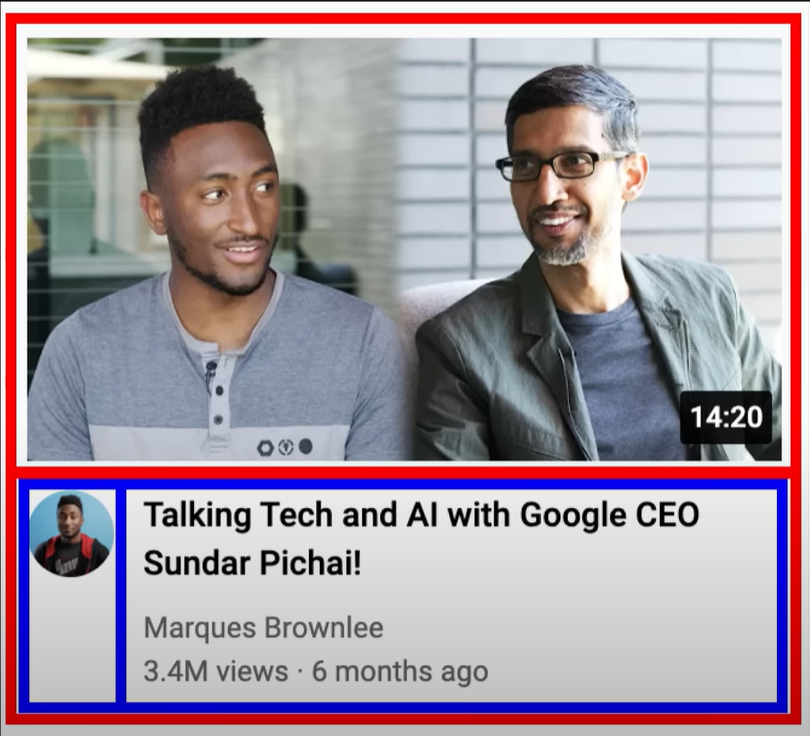 14:20
Talking Tech and AI with Google CEO
Sundar Pichai!
Marques Brownlee
3.4M views · 6 months ago